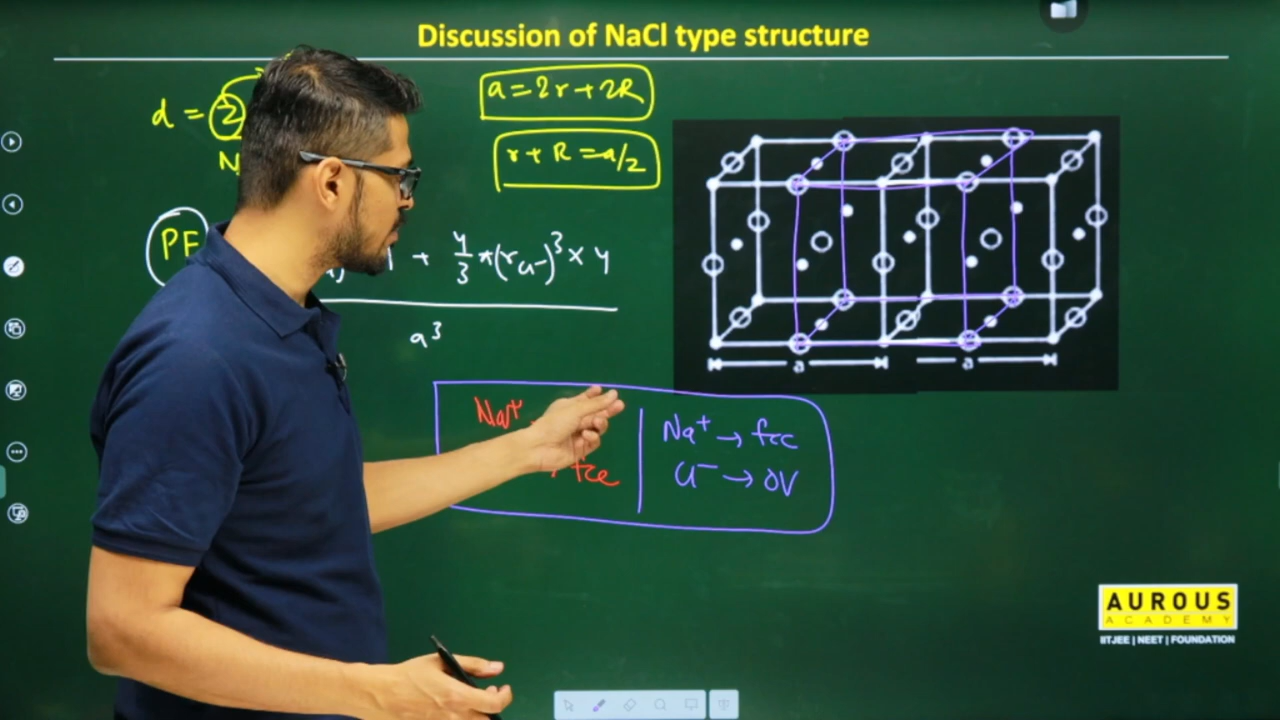 Discussion of NaCl type structure
d = 2
N
a = 2r + 2R
r + R = a/2
PF
+ 4/3 π(rCl-)³ × 4
a³
a
a
Na⁺
fcc
Na⁺ → fcc
Cl⁻ → OV
AUROUS
ACADEMY
IITJEE | NEET | FOUNDATION